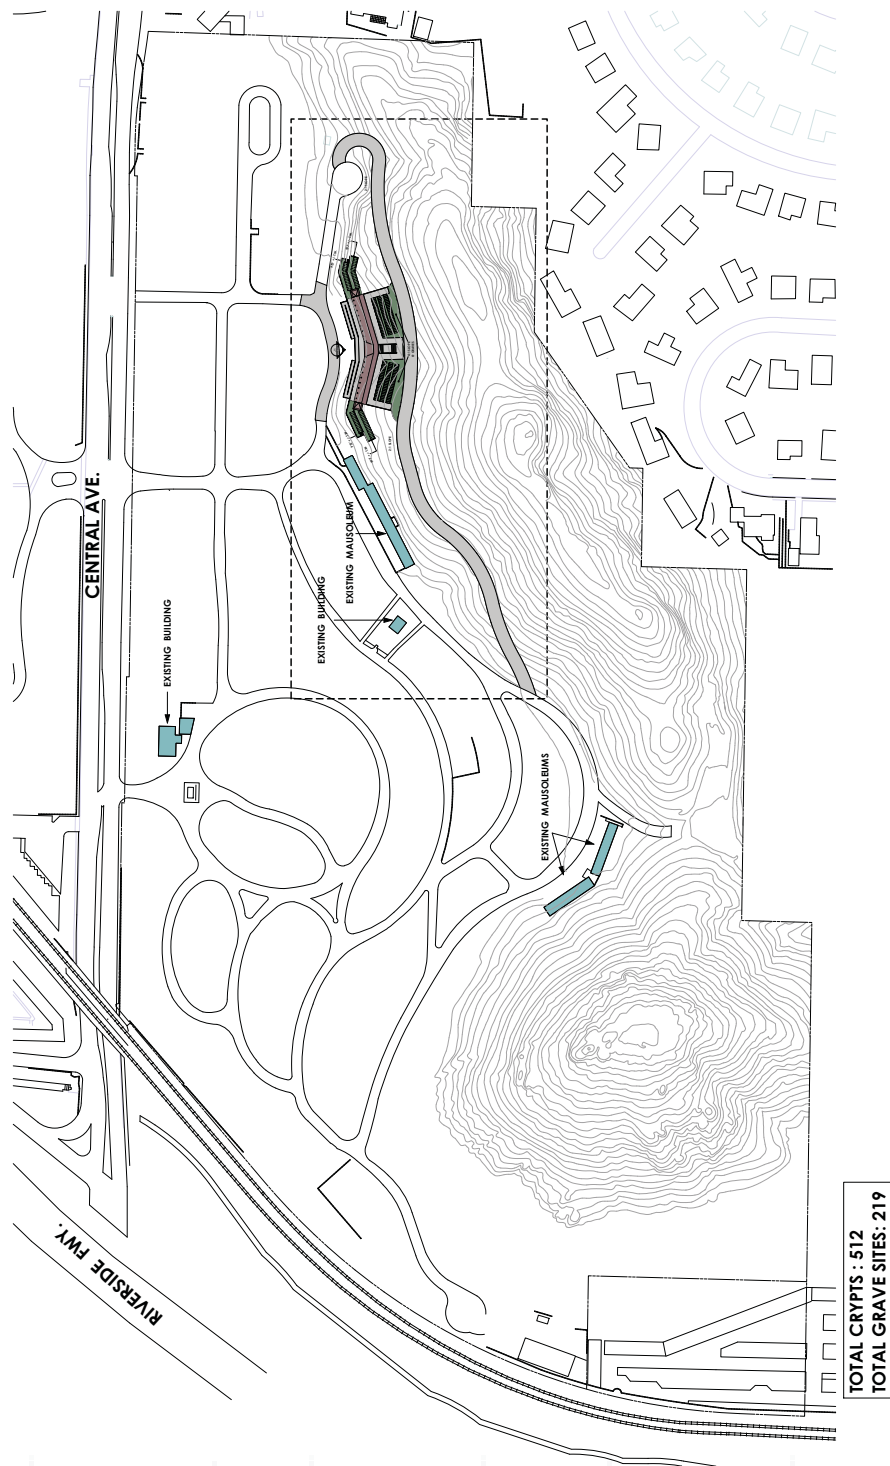 CENTRAL AVE.
EXISTING BUILDING
EXISTING BUILDING
EXISTING MAUSOLEUM
EXISTING MAUSOLEUMS
RIVERSIDE FWY.
TOTAL CRYPTS : 512
TOTAL GRAVE SITES: 219